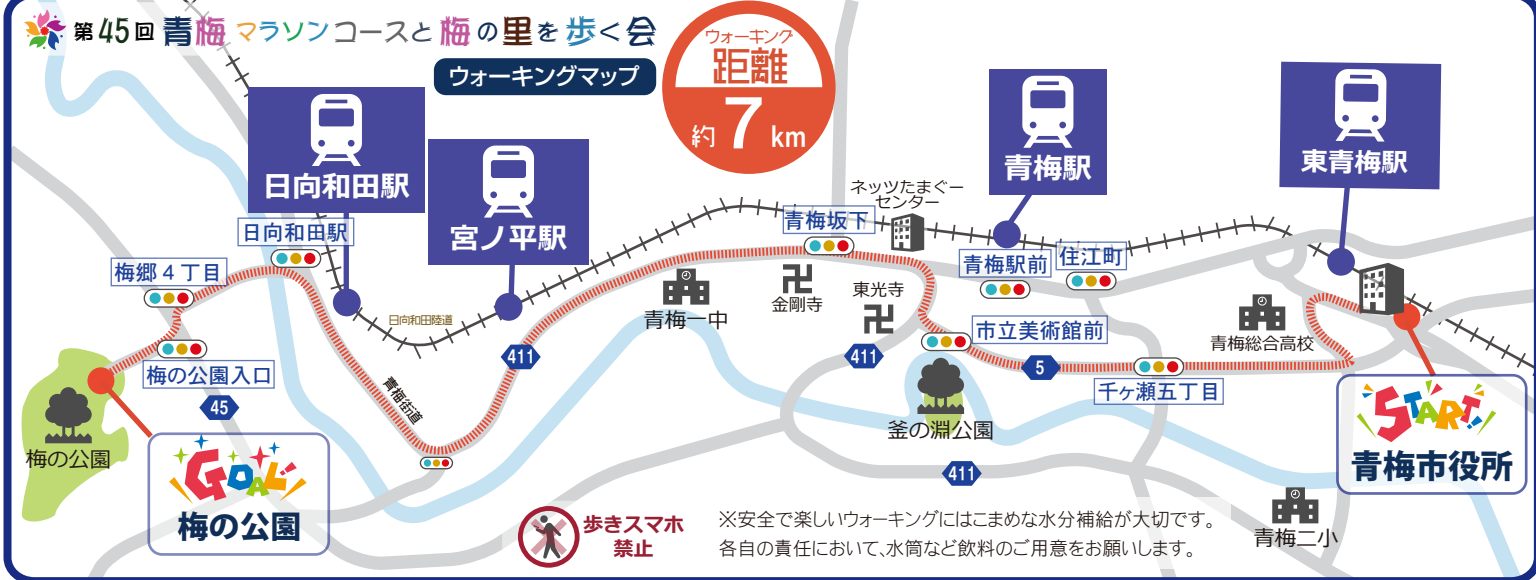 第45回 青梅マラソンコースと梅の里を歩く会
ウォーキングマップ
ウォーキング
距離
約7km
日向和田駅
宮ノ平駅
青梅駅
東青梅駅
日向和田駅
梅郷4丁目
梅の公園入口
45
梅の公園
GOAL
梅の公園
日向和田陸道
青梅街道
411
青梅一中
青梅坂下
金剛寺
ネッツたまぐー
センター
東光寺
411
青梅駅前
住江町
市立美術館前
5
千ヶ瀬五丁目
釜の淵公園
411
青梅総合高校
START!
青梅市役所
青梅二小
歩きスマホ
禁止
※安全で楽しいウォーキングにはこまめな水分補給が大切です。
各自の責任において、水筒など飲料のご用意をお願いします。